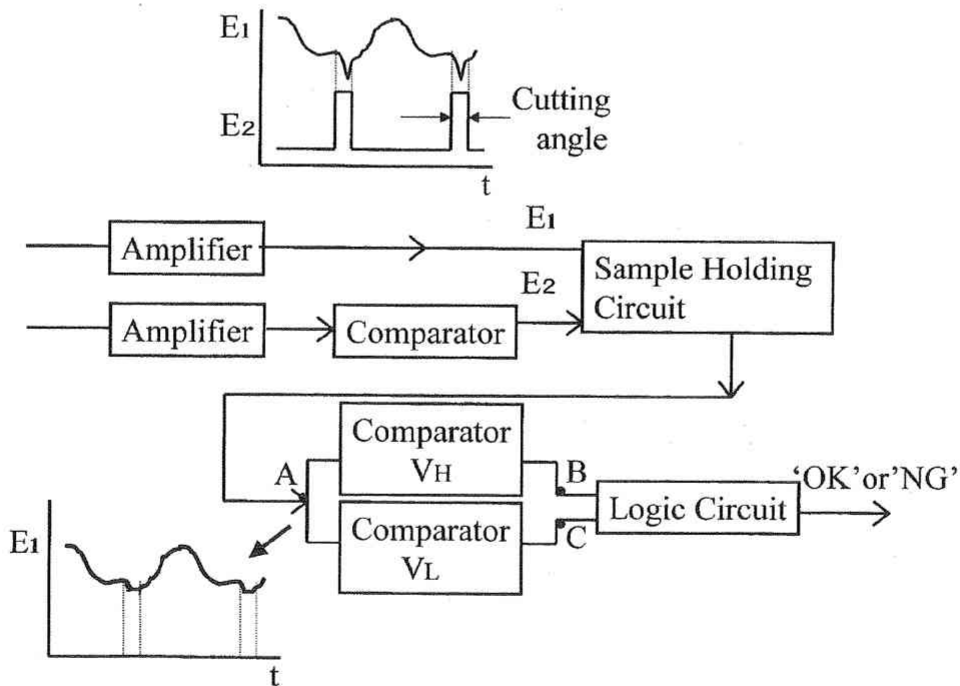 E1
E2
Cutting
angle
t
E1
Amplifier
Sample Holding
Circuit
E2
Amplifier
Comparator
Comparator
VH
A
B
'OK'or'NG'
Logic Circuit
Comparator
VL
C
E1
t